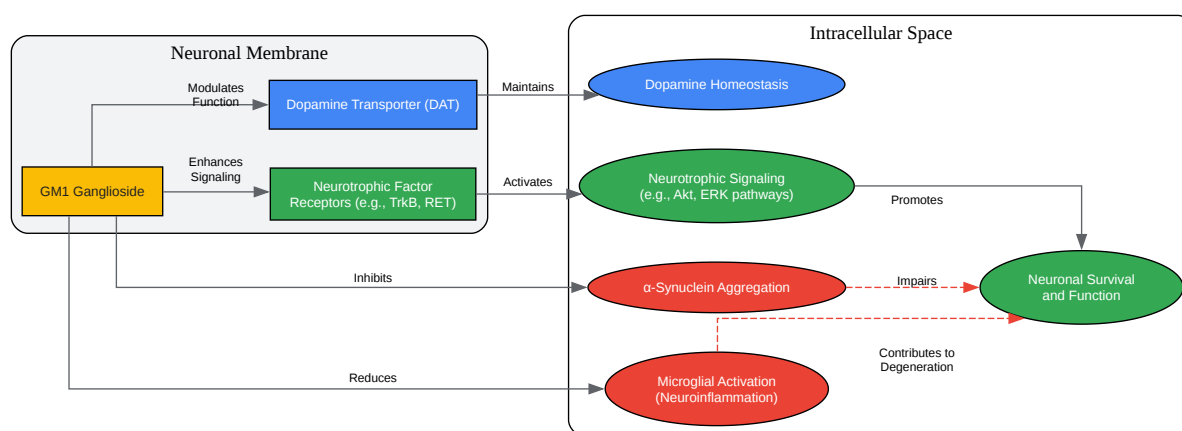 Neuronal Membrane
Intracellular Space
Modulates
Function
Dopamine Transporter (DAT)
Maintains
Dopamine Homeostasis
GM1 Ganglioside
Enhances
Signaling
Neurotrophic Factor
Receptors (e.g., TrkB, RET)
Activates
Neurotrophic Signaling
(e.g., Akt, ERK pathways)
Promotes
Inhibits
α-Synuclein Aggregation
Impairs
Neuronal Survival
and Function
Reduces
Microglial Activation
(Neuroinflammation)
Contributes to
Degeneration